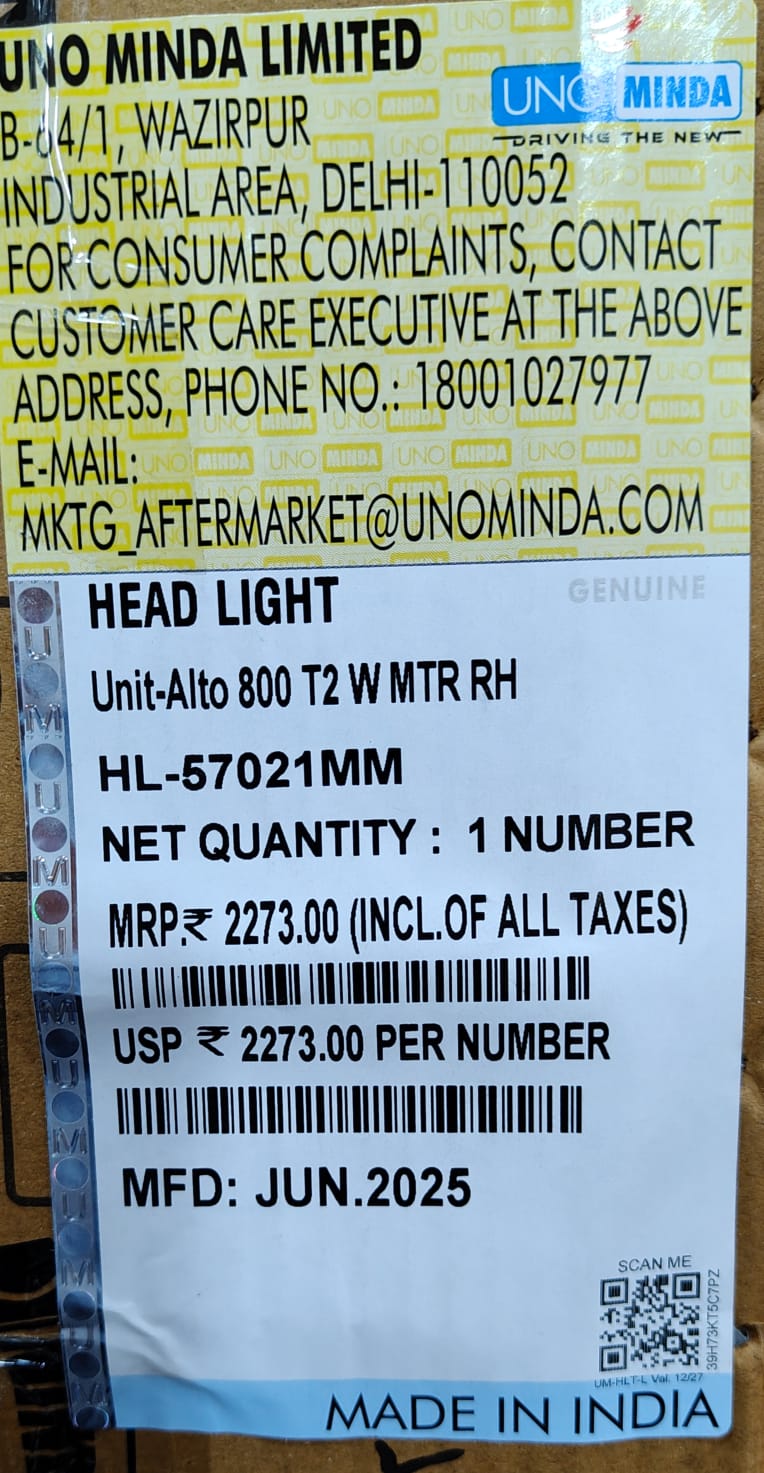 UNO MINDA LIMITED
UNO MINDA
DRIVING THE NEW
B-64/1, WAZIRPUR
INDUSTRIAL AREA, DELHI-110052
FOR CONSUMER COMPLAINTS, CONTACT
CUSTOMER CARE EXECUTIVE AT THE ABOVE
ADDRESS, PHONE NO.: 18001027977
E-MAIL:
MKTG_AFTERMARKET@UNOMINDA.COM
GENUINE
HEAD LIGHT
Unit-Alto 800 T2 W MTR RH
HL-57021MM
NET QUANTITY : 1 NUMBER
MRP.₹ 2273.00 (INCL.OF ALL TAXES)
USP ₹ 2273.00 PER NUMBER
MFD: JUN.2025
SCAN ME
39H73KT5C7PZ
UM-HLT-L Val. 12/27
MADE IN INDIA